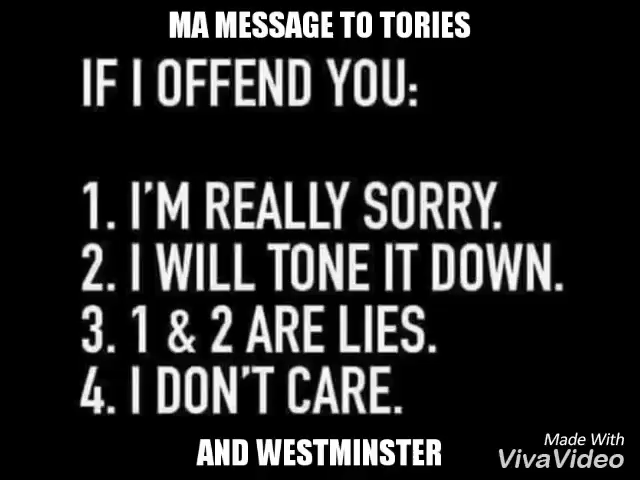 MA MESSAGE TO TORIES
IF I OFFEND YOU:
1. I'M REALLY SORRY.
2. I WILL TONE IT DOWN.
3. 1 & 2 ARE LIES.
4. I DON'T CARE.
AND WESTMINSTER
Made With
VivaVideo